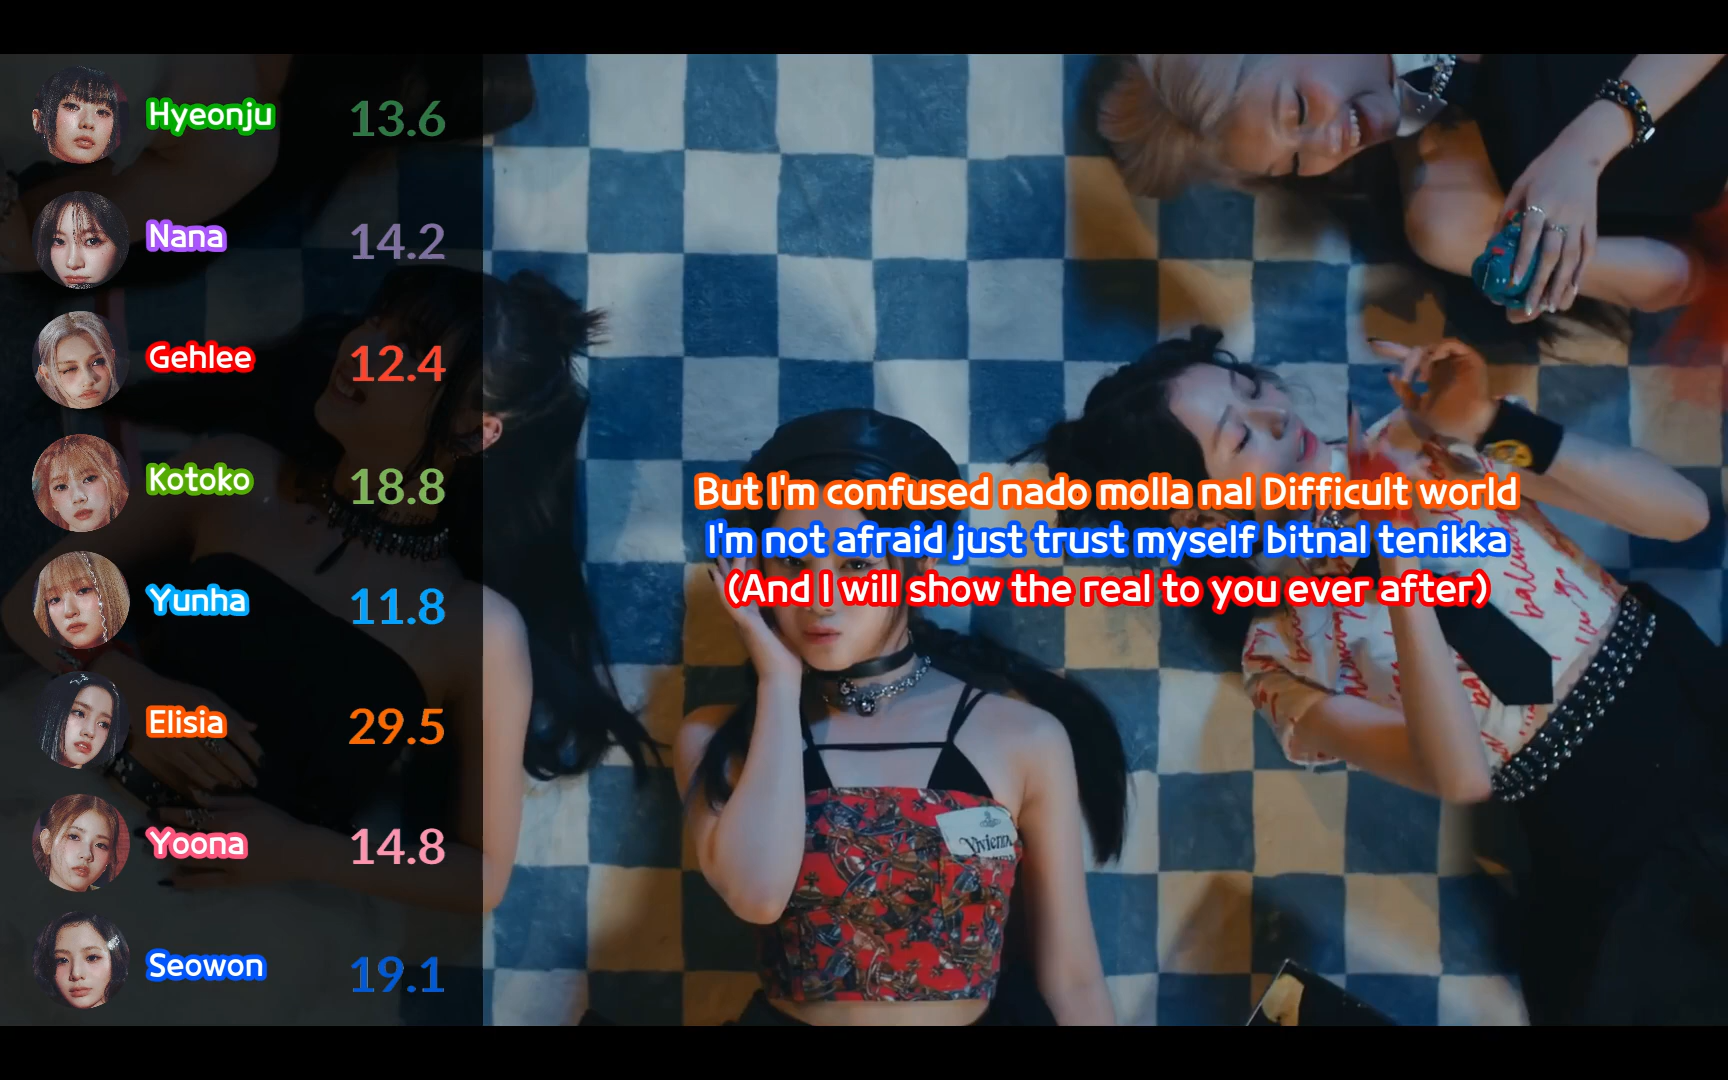 Hyeonju 13.6
Nana 14.2
Gehlee 12.4
Kotoko 18.8
Yunha 11.8
Elisia 29.5
Yoona 14.8
Seowon 19.1
But I'm confused nado molla nal Difficult world
I'm not afraid just trust myself bitnal tenikka
(And I will show the real to you ever after)
Vivienne